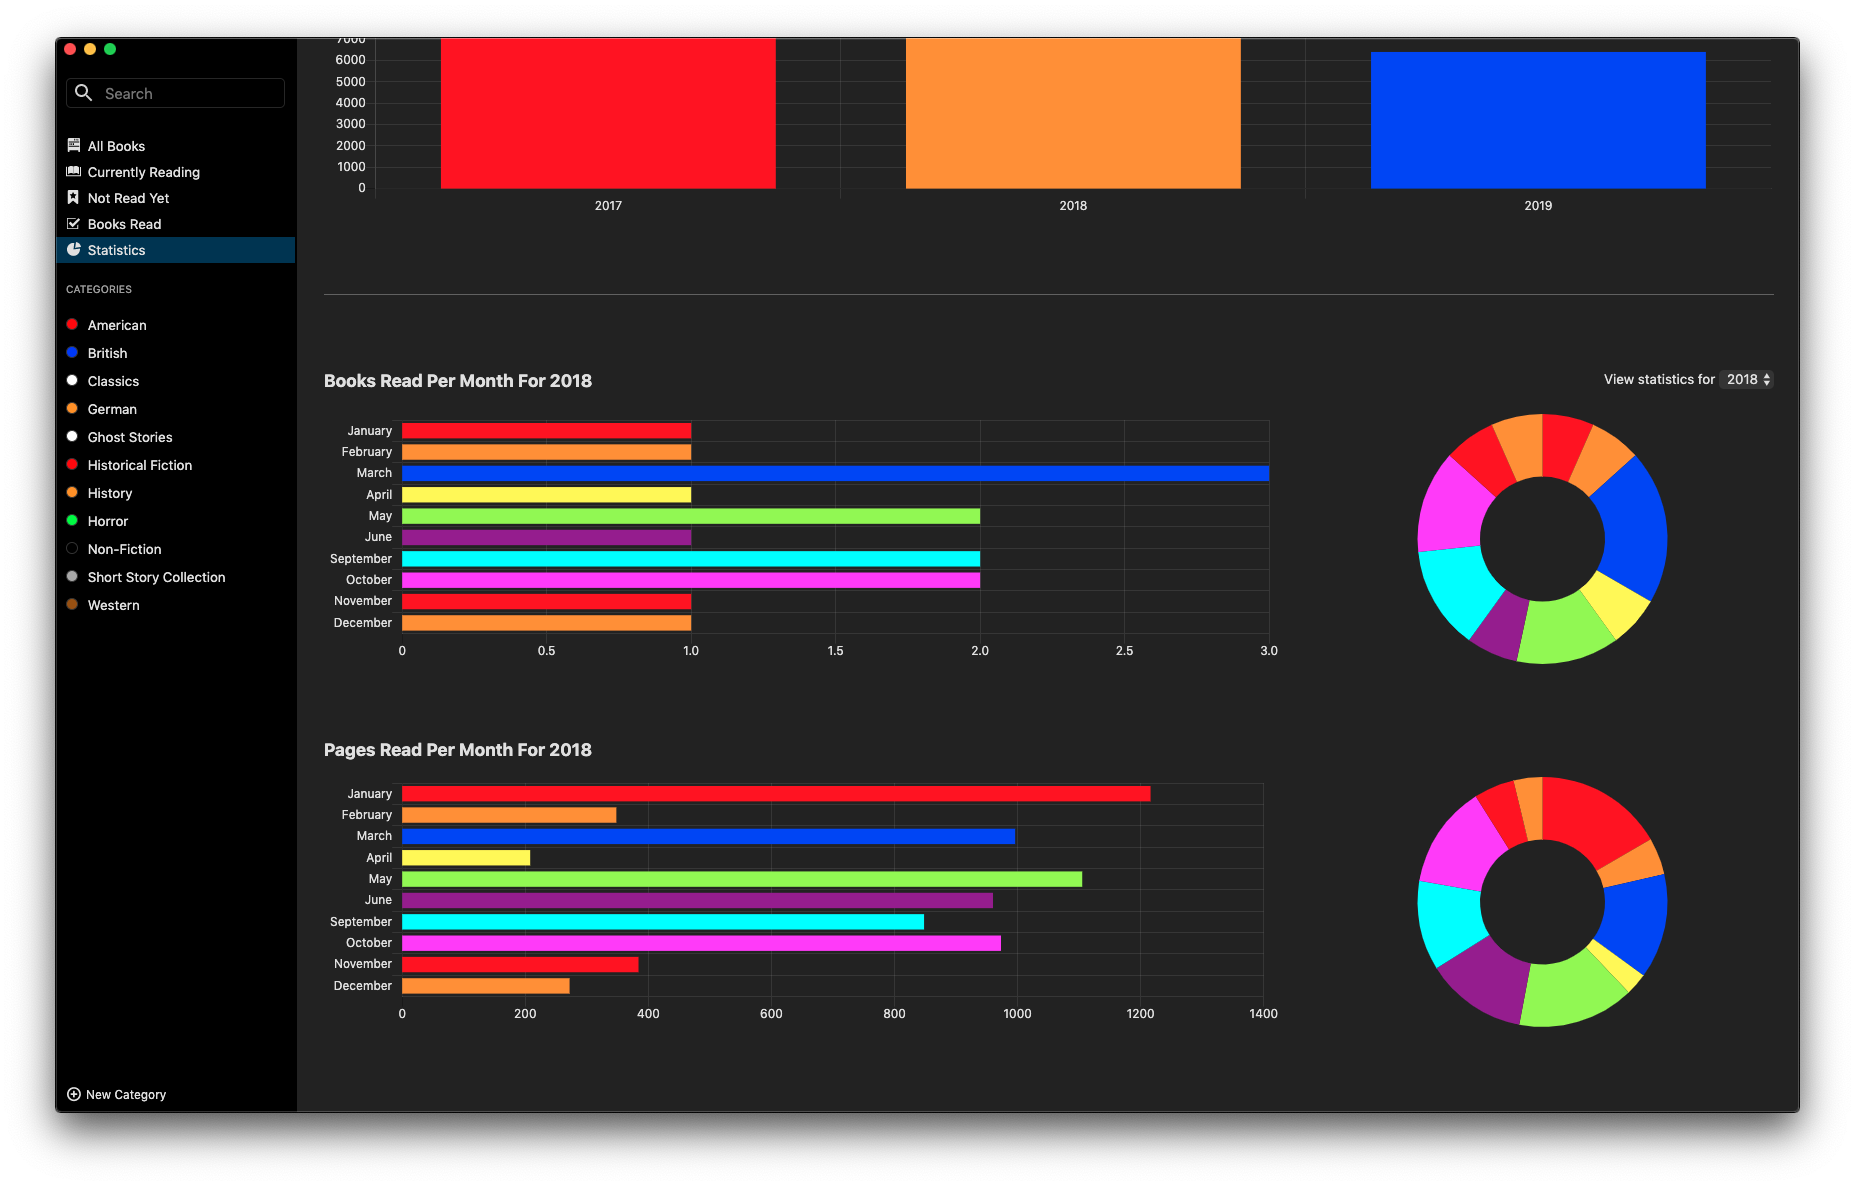 Search
All Books
Currently Reading
Not Read Yet
Books Read
Statistics
CATEGORIES
American
British
Classics
German
Ghost Stories
Historical Fiction
History
Horror
Non-Fiction
Short Story Collection
Western
New Category
7000
6000
5000
4000
3000
2000
1000
0
2017 2018 2019
Books Read Per Month For 2018
View statistics for 2018
January
February
March
April
May
June
September
October
November
December
0 0.5 1.0 1.5 2.0 2.5 3.0
Pages Read Per Month For 2018
January
February
March
April
May
June
September
October
November
December
0 200 400 600 800 1000 1200 1400